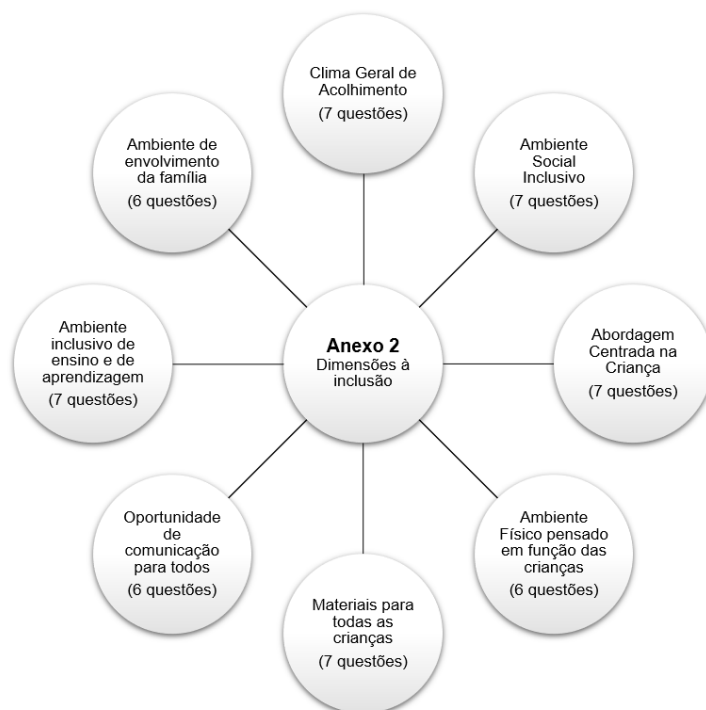 Clima Geral de
Acolhimento
(7 questões)
Ambiente
Social
Inclusivo
(7 questões)
Abordagem
Centrada na
Criança
(7 questões)
Ambiente
Físico pensado
em função das
crianças
(6 questões)
Materiais para
todas as
crianças
(7 questões)
Oportunidade
de
comunicação
para todos
(6 questões)
Ambiente
inclusivo de
ensino e de
aprendizagem
(7 questões)
Ambiente de
envolvimento
da família
(6 questões)
Anexo 2
Dimensões à
inclusão